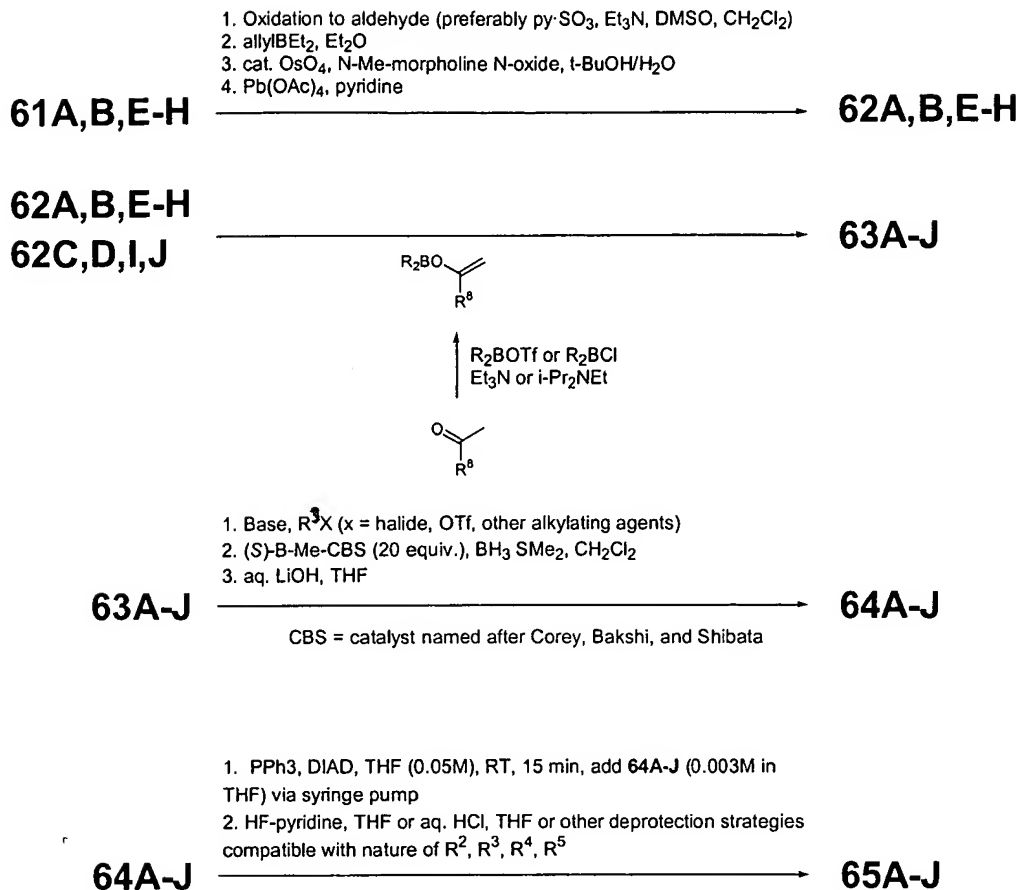 1. Oxidation to aldehyde (preferably py·SO₃, Et₃N, DMSO, CH₂Cl₂)
2. allylBEt₂, Et₂O
3. cat. OsO₄, N-Me-morpholine N-oxide, t-BuOH/H₂O
4. Pb(OAc)₄, pyridine
61A,B,E-H
62A,B,E-H
62A,B,E-H
62C,D,I,J
63A-J
R₂BO
R⁸
R₂BOTf or R₂BCl
Et₃N or i-Pr₂NEt
O
R⁸
1. Base, R³X (x = halide, OTf, other alkylating agents)
2. (S)-B-Me-CBS (20 equiv.), BH₃ SMe₂, CH₂Cl₂
3. aq. LiOH, THF
63A-J
64A-J
CBS = catalyst named after Corey, Bakshi, and Shibata
1. PPh3, DIAD, THF (0.05M), RT, 15 min, add 64A-J (0.003M in
THF) via syringe pump
2. HF-pyridine, THF or aq. HCl, THF or other deprotection strategies
compatible with nature of R², R³, R⁴, R⁵
64A-J
65A-J